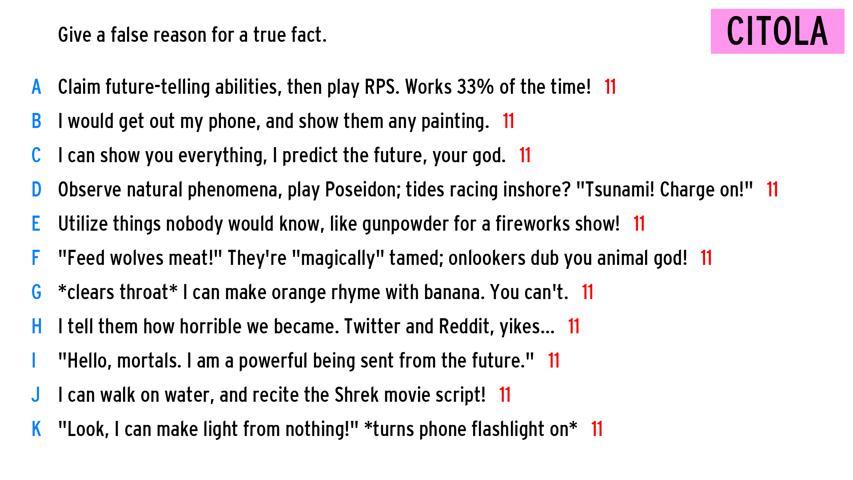 Give a false reason for a true fact.
CITOLA
A Claim future-telling abilities, then play RPS. Works 33% of the time! 11
B I would get out my phone, and show them any painting. 11
C I can show you everything, I predict the future, your god. 11
D Observe natural phenomena, play Poseidon; tides racing inshore? "Tsunami! Charge on!" 11
E Utilize things nobody would know, like gunpowder for a fireworks show! 11
F "Feed wolves meat!" They're "magically" tamed; onlookers dub you animal god! 11
G *clears throat* I can make orange rhyme with banana. You can't. 11
H I tell them how horrible we became. Twitter and Reddit, yikes... 11
I "Hello, mortals. I am a powerful being sent from the future." 11
J I can walk on water, and recite the Shrek movie script! 11
K "Look, I can make light from nothing!" *turns phone flashlight on* 11